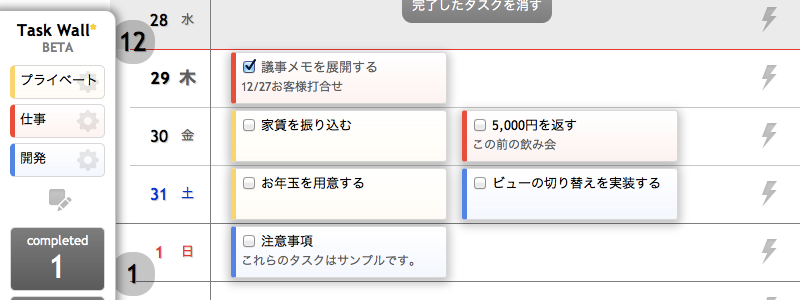 完了したタスクを消す
Task Wall*
BETA
プライベート
仕事
開発
completed
1
12
28 水
29 木
議事メモを展開する
12/27お客様打合せ
30 金
家賃を振り込む
5,000円を返す
この前の飲み会
31 土
お年玉を用意する
ビューの切り替えを実装する
1
1 日
注意事項
これらのタスクはサンプルです。